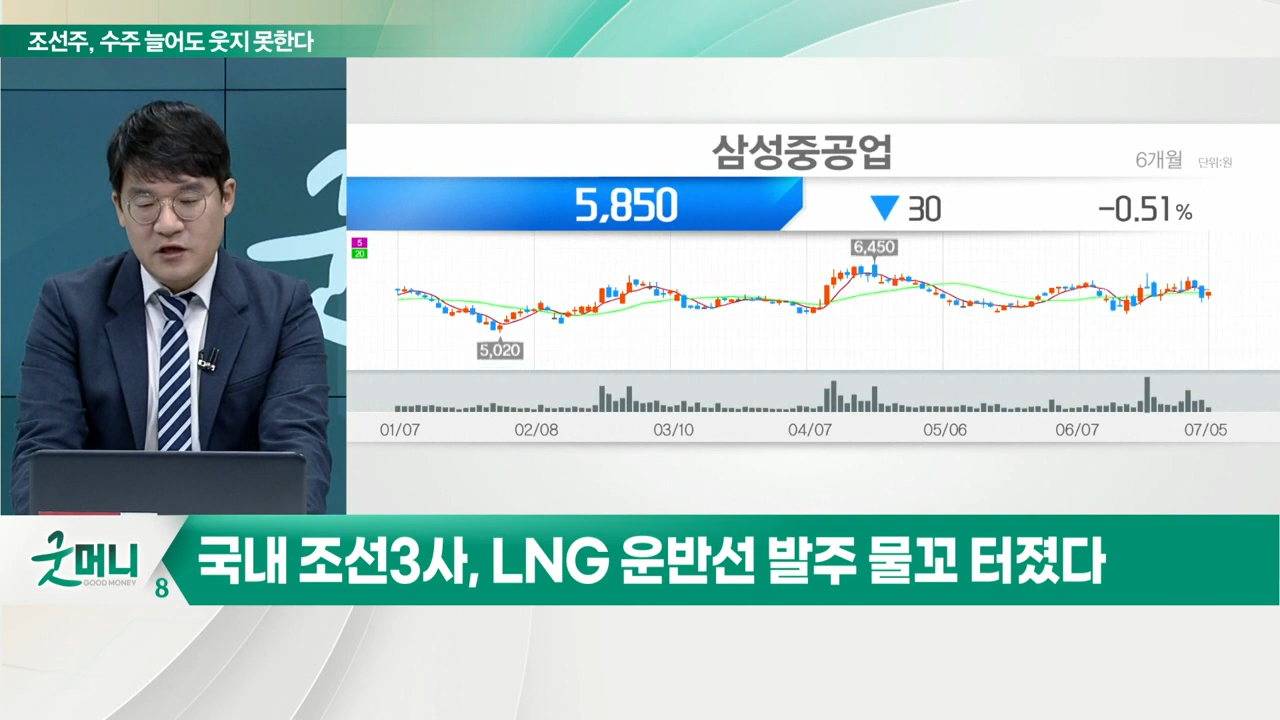 조선주, 수주 늘어도 웃지 못한다
삼성중공업
6개월 단위:원
5,850 ▼ 30 -0.51%
5
20
6,450
5,020
01/07 02/08 03/10 04/07 05/06 06/07 07/05
굿머니
GOOD MONEY
8
국내 조선3사, LNG 운반선 발주 물꼬 터졌다